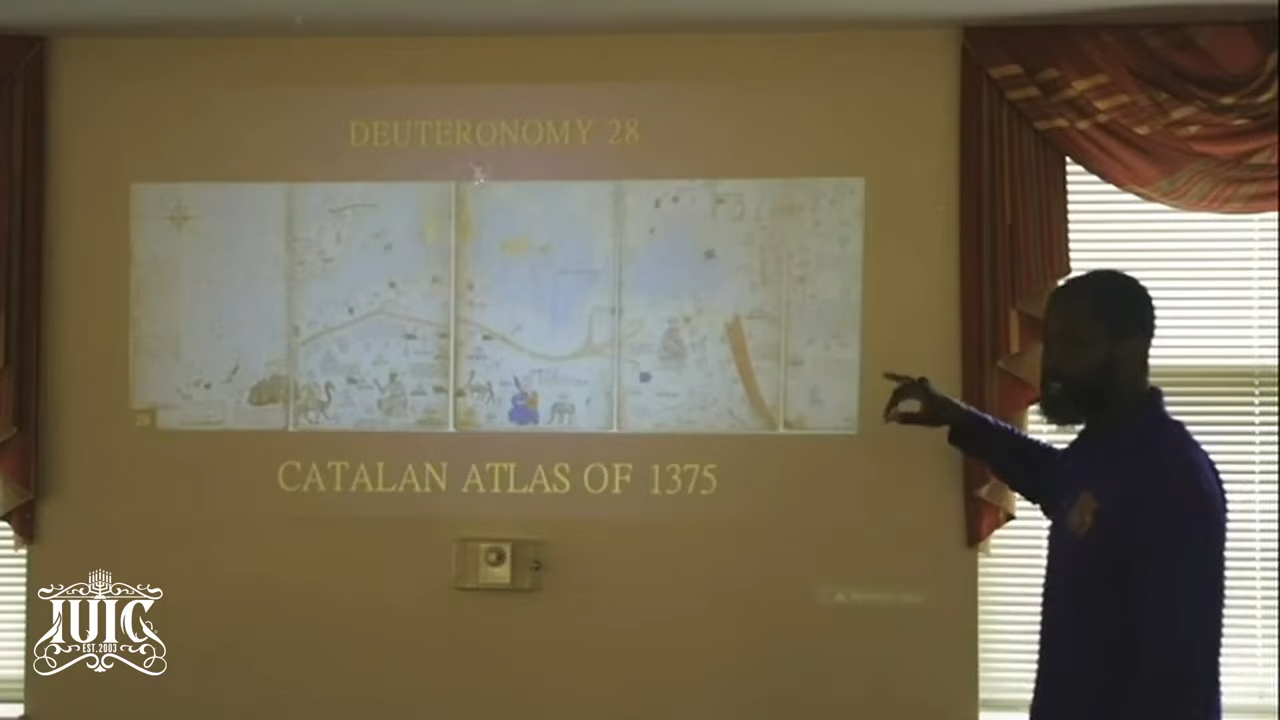 DEUTERONOMY 28
CATALAN ATLAS OF 1375
IUIC
EST. 2003